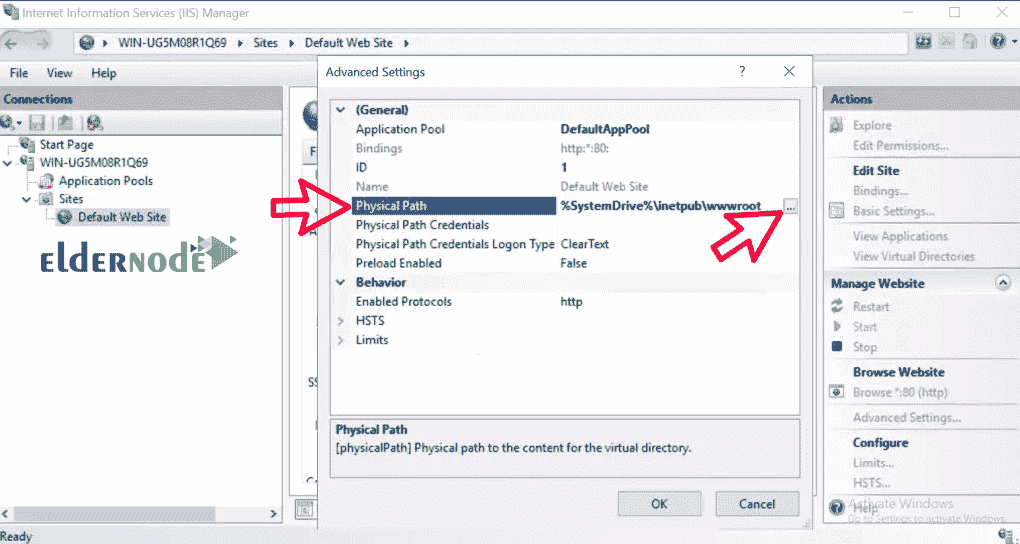 Internet Information Services (IIS) Manager
WIN-UG5M08R1Q69 Sites Default Web Site
File View Help
Connections
Start Page
WIN-UG5M08R1Q69
Application Pools
Sites
Default Web Site
ELDERNODE
Ready
Advanced Settings
?
(General)
Application Pool DefaultAppPool
Bindings http:*:80:
ID 1
Name Default Web Site
Physical Path %SystemDrive%\inetpub\wwwroot ...
Physical Path Credentials
Physical Path Credentials Logon Type ClearText
Preload Enabled False
Behavior
Enabled Protocols http
HSTS
Limits
Physical Path
[physicalPath] Physical path to the content for the virtual directory.
OK Cancel
Actions
Explore
Edit Permissions...
Edit Site
Bindings...
Basic Settings...
View Applications
View Virtual Directories
Manage Website
Restart
Start
Stop
Browse Website
Browse *:80 (http)
Advanced Settings...
Configure
Limits...
HSTS...
Help
Activate Windows
Go to Settings to activate Windows.